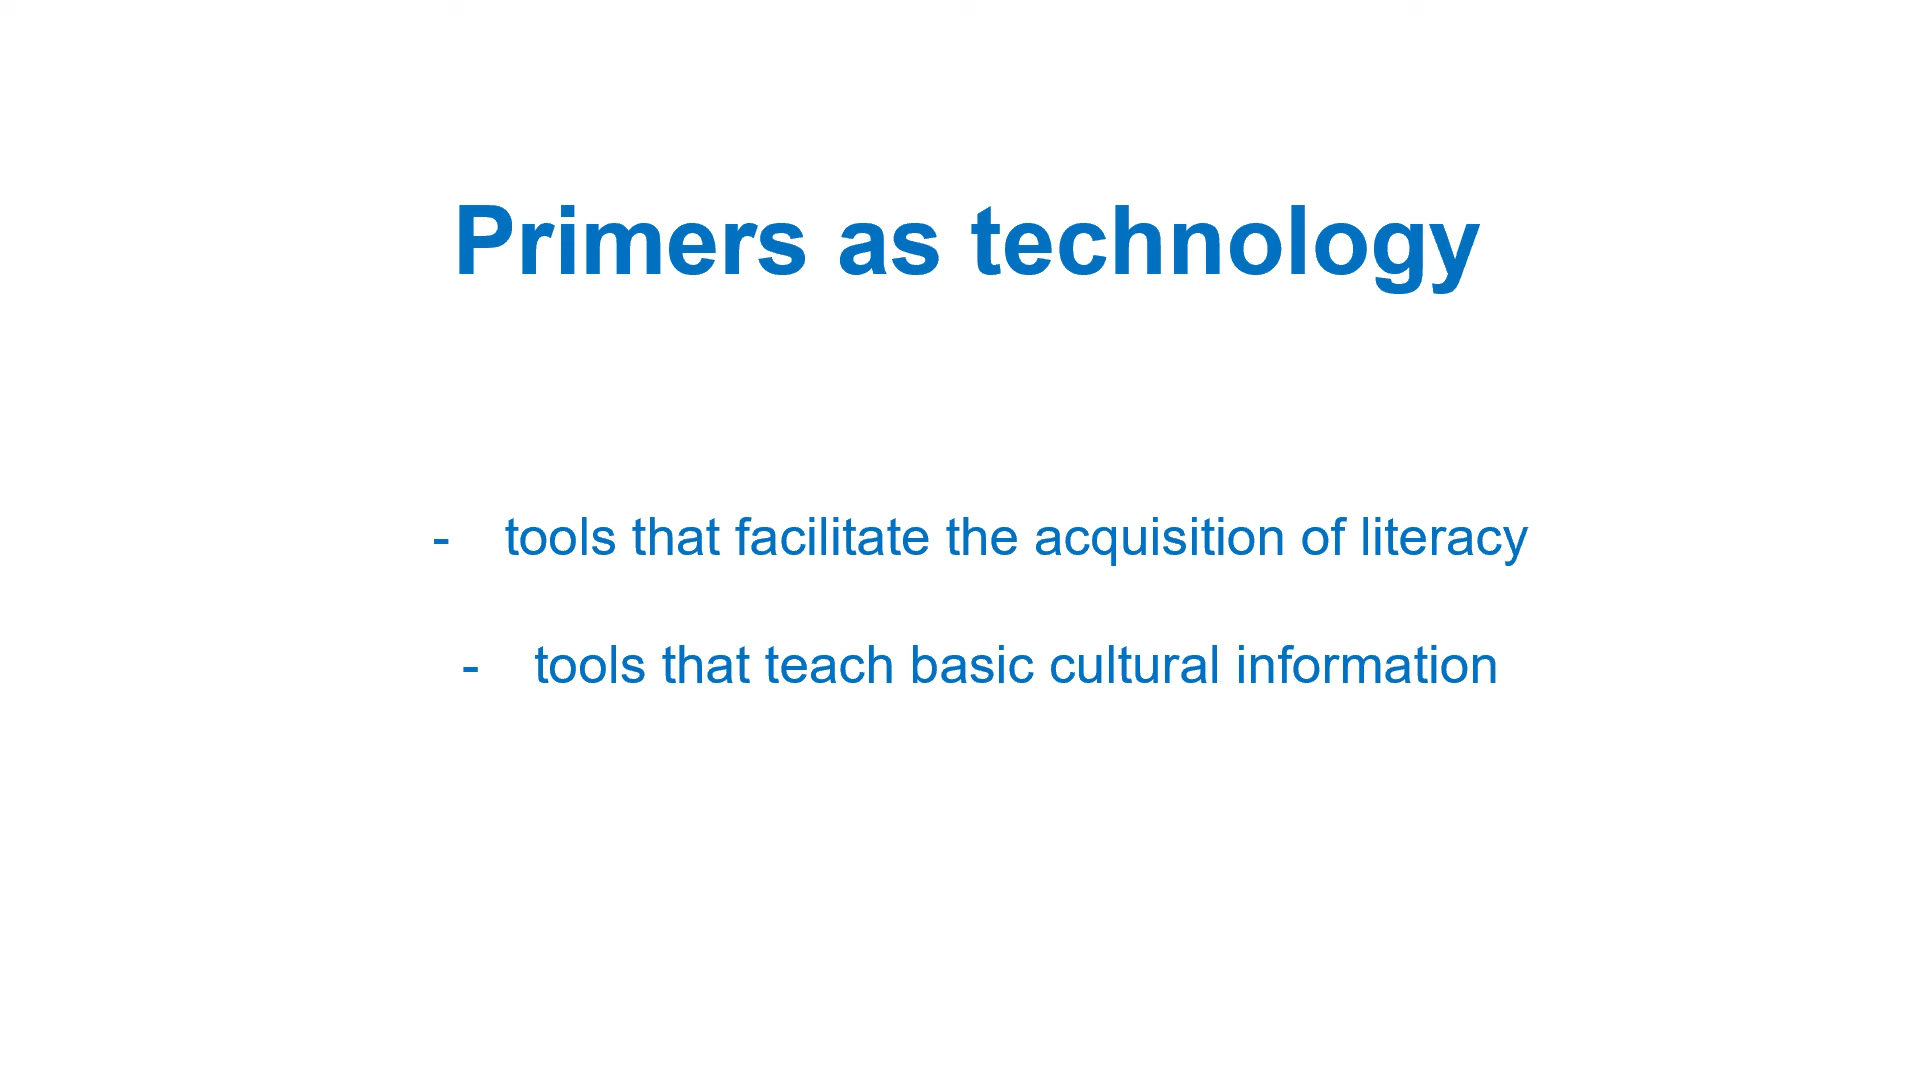 Primers as technology
- tools that facilitate the acquisition of literacy
- tools that teach basic cultural information